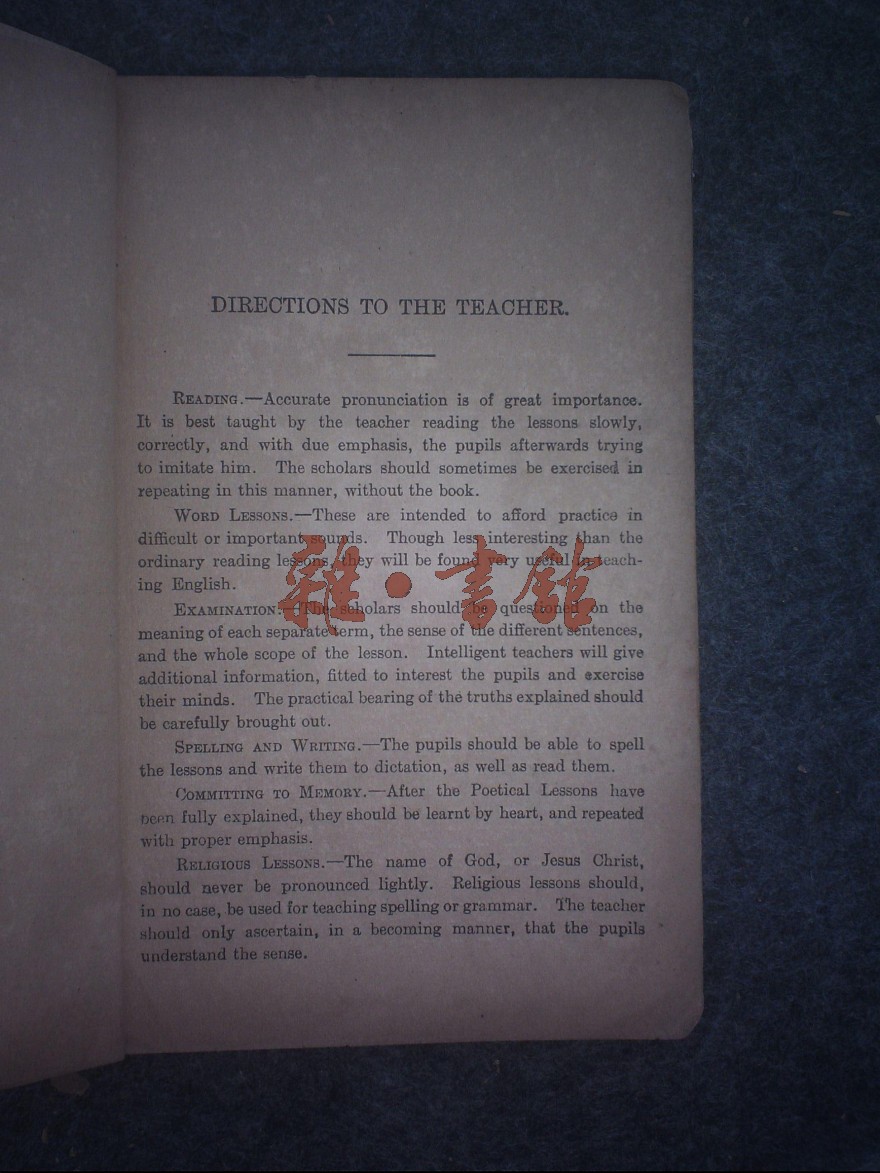 DIRECTIONS TO THE TEACHER.
READING.—Accurate pronunciation is of great importance.
It is best taught by the teacher reading the lessons slowly,
correctly, and with due emphasis, the pupils afterwards trying
to imitate him. The scholars should sometimes be exercised in
repeating in this manner, without the book.
WORD LESSONS.—These are intended to afford practice in
difficult or important sounds. Though less interesting than the
ordinary reading lessons, they will be found very useful in teach-
ing English.
雜·書館
EXAMINATION.—The scholars should be questioned on the
meaning of each separate term, the sense of the different sentences,
and the whole scope of the lesson. Intelligent teachers will give
additional information, fitted to interest the pupils and exercise
their minds. The practical bearing of the truths explained should
be carefully brought out.
SPELLING AND WRITING.—The pupils should be able to spell
the lessons and write them to dictation, as well as read them.
COMMITTING TO MEMORY.—After the Poetical Lessons have
been fully explained, they should be learnt by heart, and repeated
with proper emphasis.
RELIGIOUS LESSONS.—The name of God, or Jesus Christ,
should never be pronounced lightly. Religious lessons should,
in no case, be used for teaching spelling or grammar. The teacher
should only ascertain, in a becoming manner, that the pupils
understand the sense.